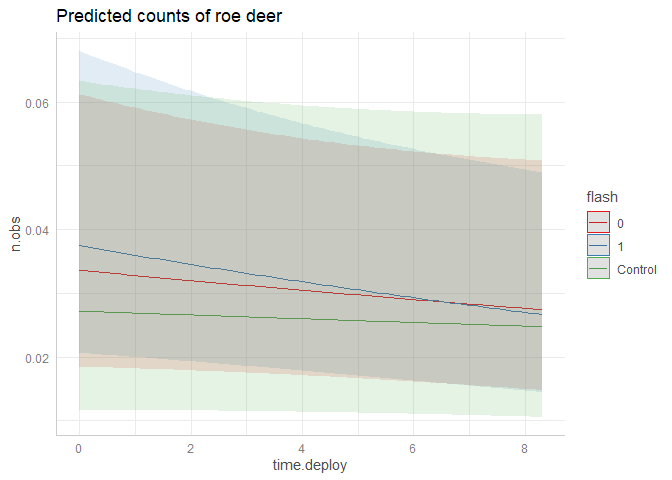 Predicted counts of roe deer
0.06
0.04
0.02
n.obs
0
2
4
6
8
time.deploy
flash
0
1
Control